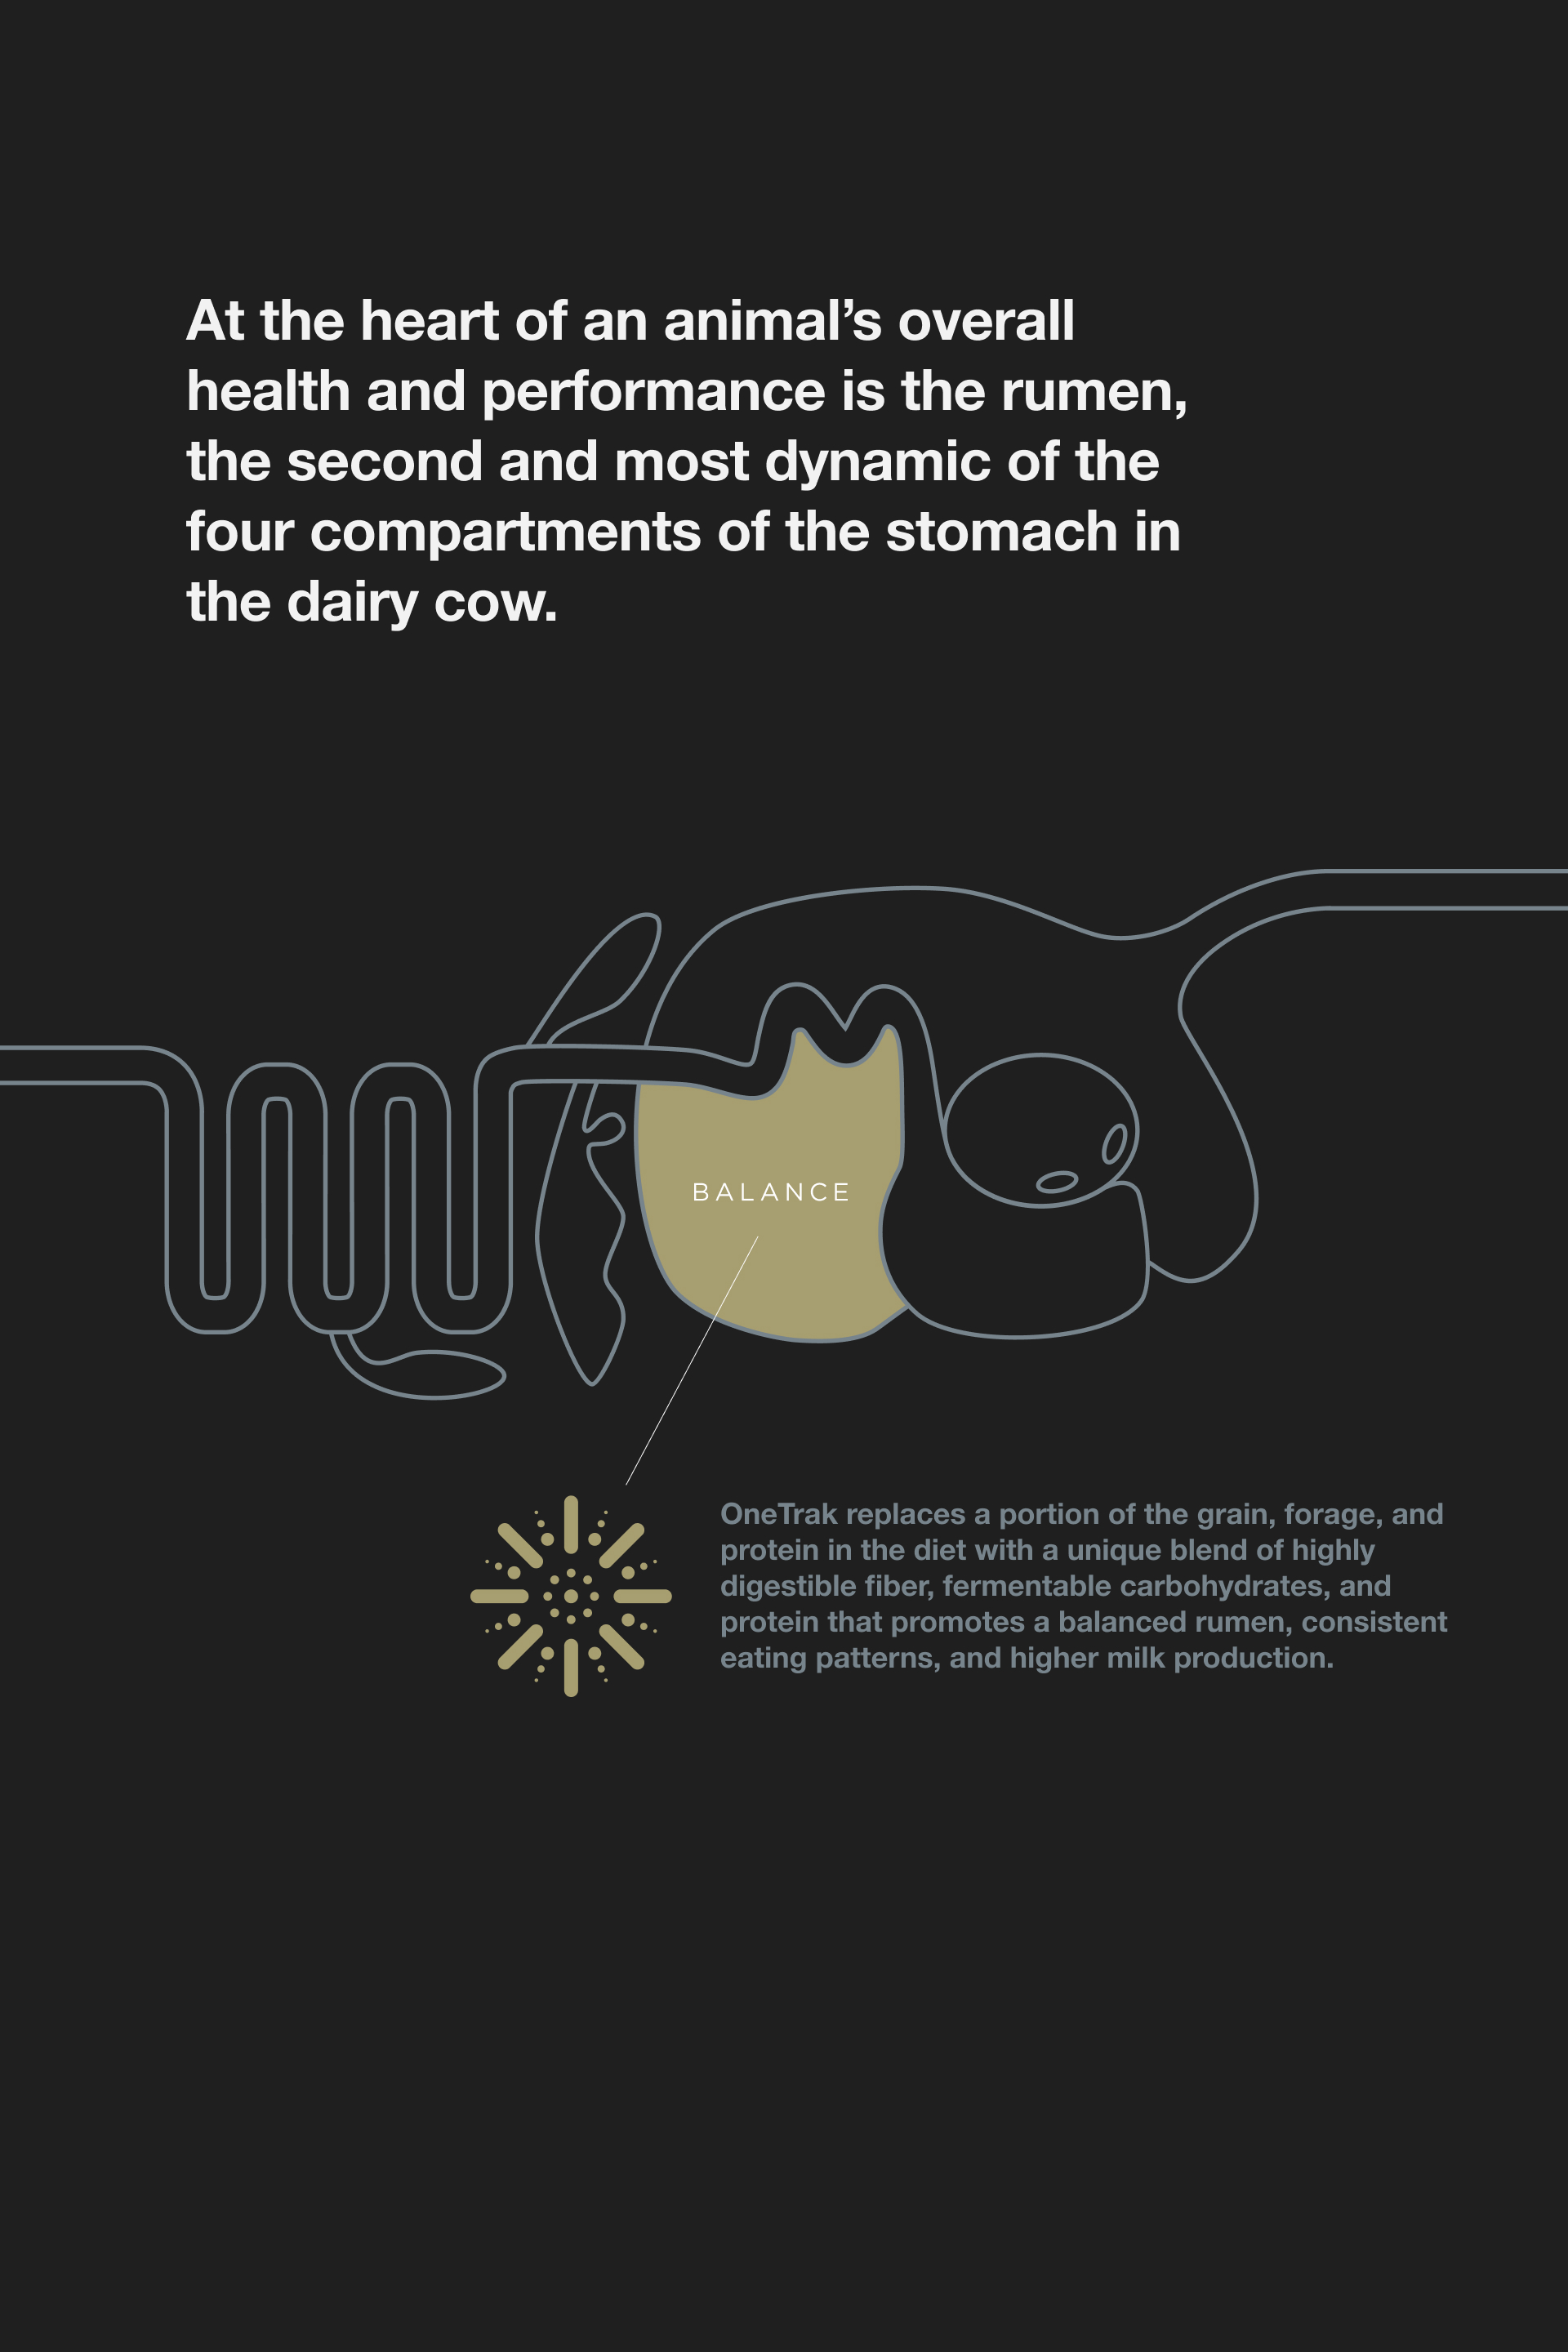 At the heart of an animal’s overall
health and performance is the rumen,
the second and most dynamic of the
four compartments of the stomach in
the dairy cow.
BALANCE
OneTrak replaces a portion of the grain, forage, and
protein in the diet with a unique blend of highly
digestible fiber, fermentable carbohydrates, and
protein that promotes a balanced rumen, consistent
eating patterns, and higher milk production.